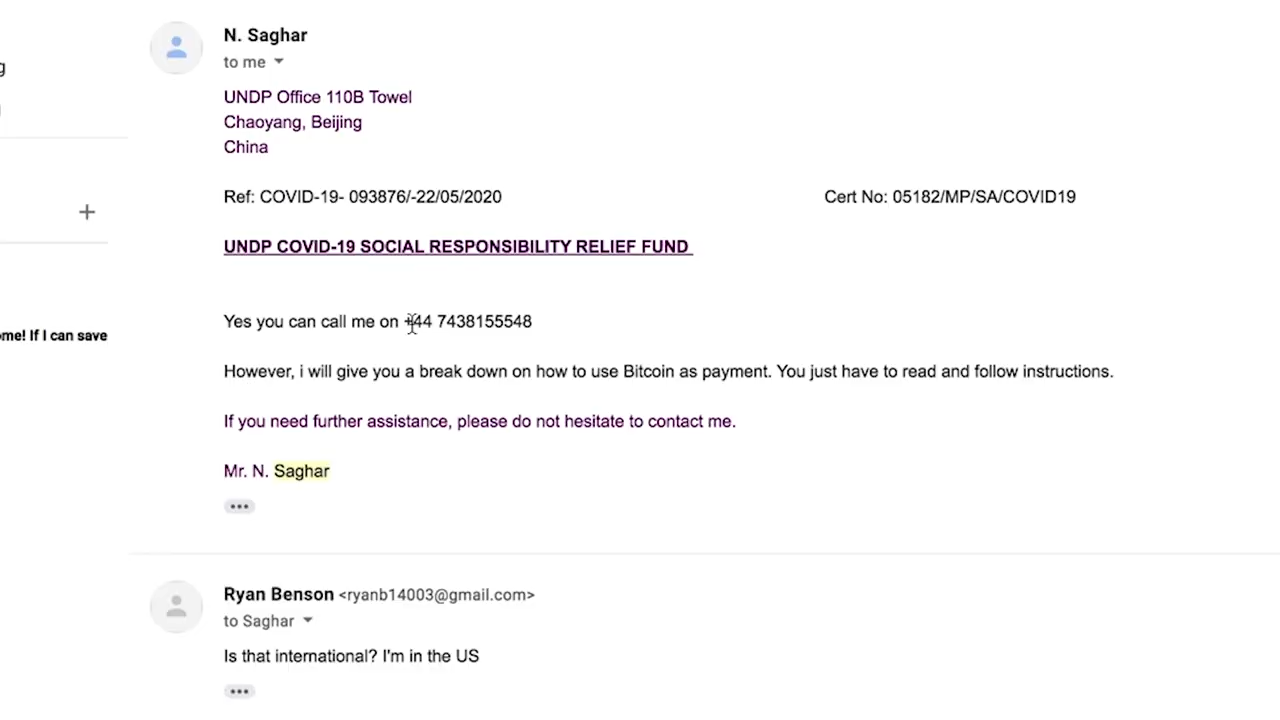 g
N. Saghar
to me
UNDP Office 110B Towel
Chaoyang, Beijing
China
Ref: COVID-19- 093876/-22/05/2020 Cert No: 05182/MP/SA/COVID19
UNDP COVID-19 SOCIAL RESPONSIBILITY RELIEF FUND
Yes you can call me on +44 7438155548
ome! If I can save
However, i will give you a break down on how to use Bitcoin as payment. You just have to read and follow instructions.
If you need further assistance, please do not hesitate to contact me.
Mr. N. Saghar
Ryan Benson <ryanb14003@gmail.com>
to Saghar
Is that international? I'm in the US